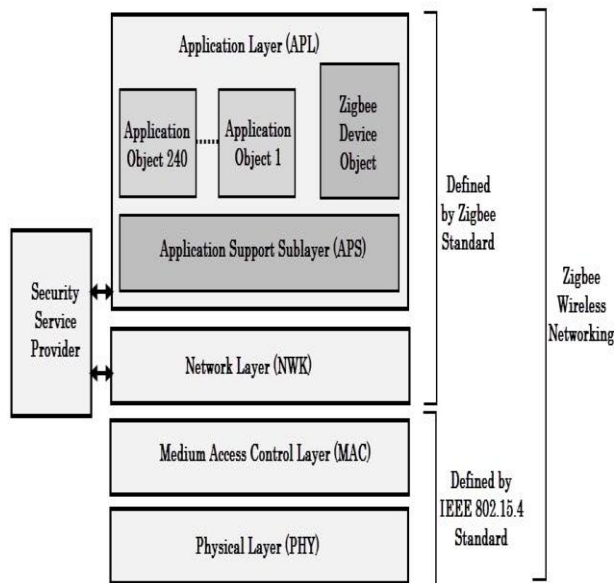 Application Layer (APL)
Application
Object 240
Application
Object 1
Zigbee
Device
Object
Application Support Sublayer (APS)
Security
Service
Provider
Network Layer (NWK)
Medium Access Control Layer (MAC)
Physical Layer (PHY)
Defined
by Zigbee
Standard
Defined by
IEEE 802.15.4
Standard
Zigbee
Wireless
Networking